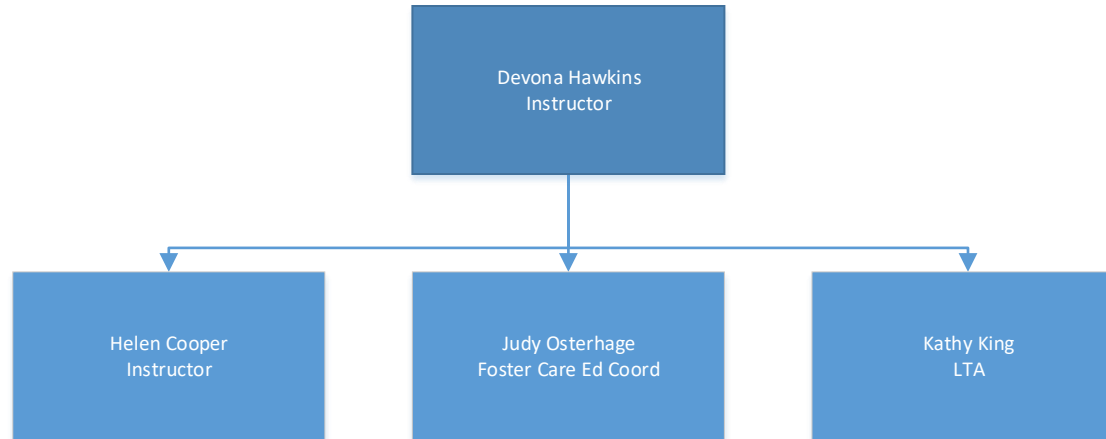 Devona Hawkins
Instructor
Helen Cooper
Instructor
Judy Osterhage
Foster Care Ed Coord
Kathy King
LTA